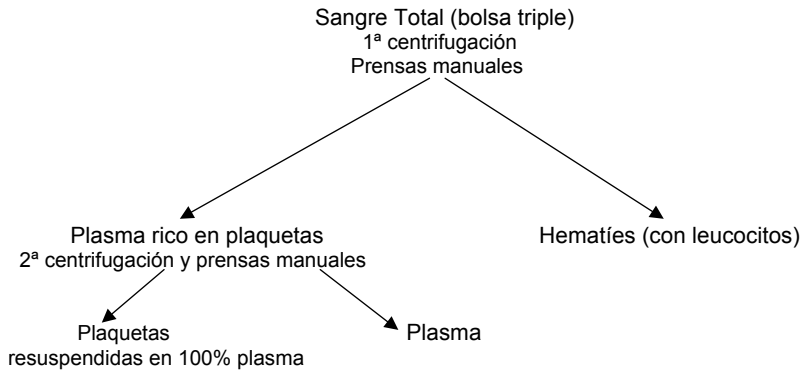 Sangre Total (bolsa triple)
1ª centrifugación
Prensas manuales
Plasma rico en plaquetas
2ª centrifugación y prensas manuales
Hematíes (con leucocitos)
Plaquetas
resuspendidas en 100% plasma
Plasma